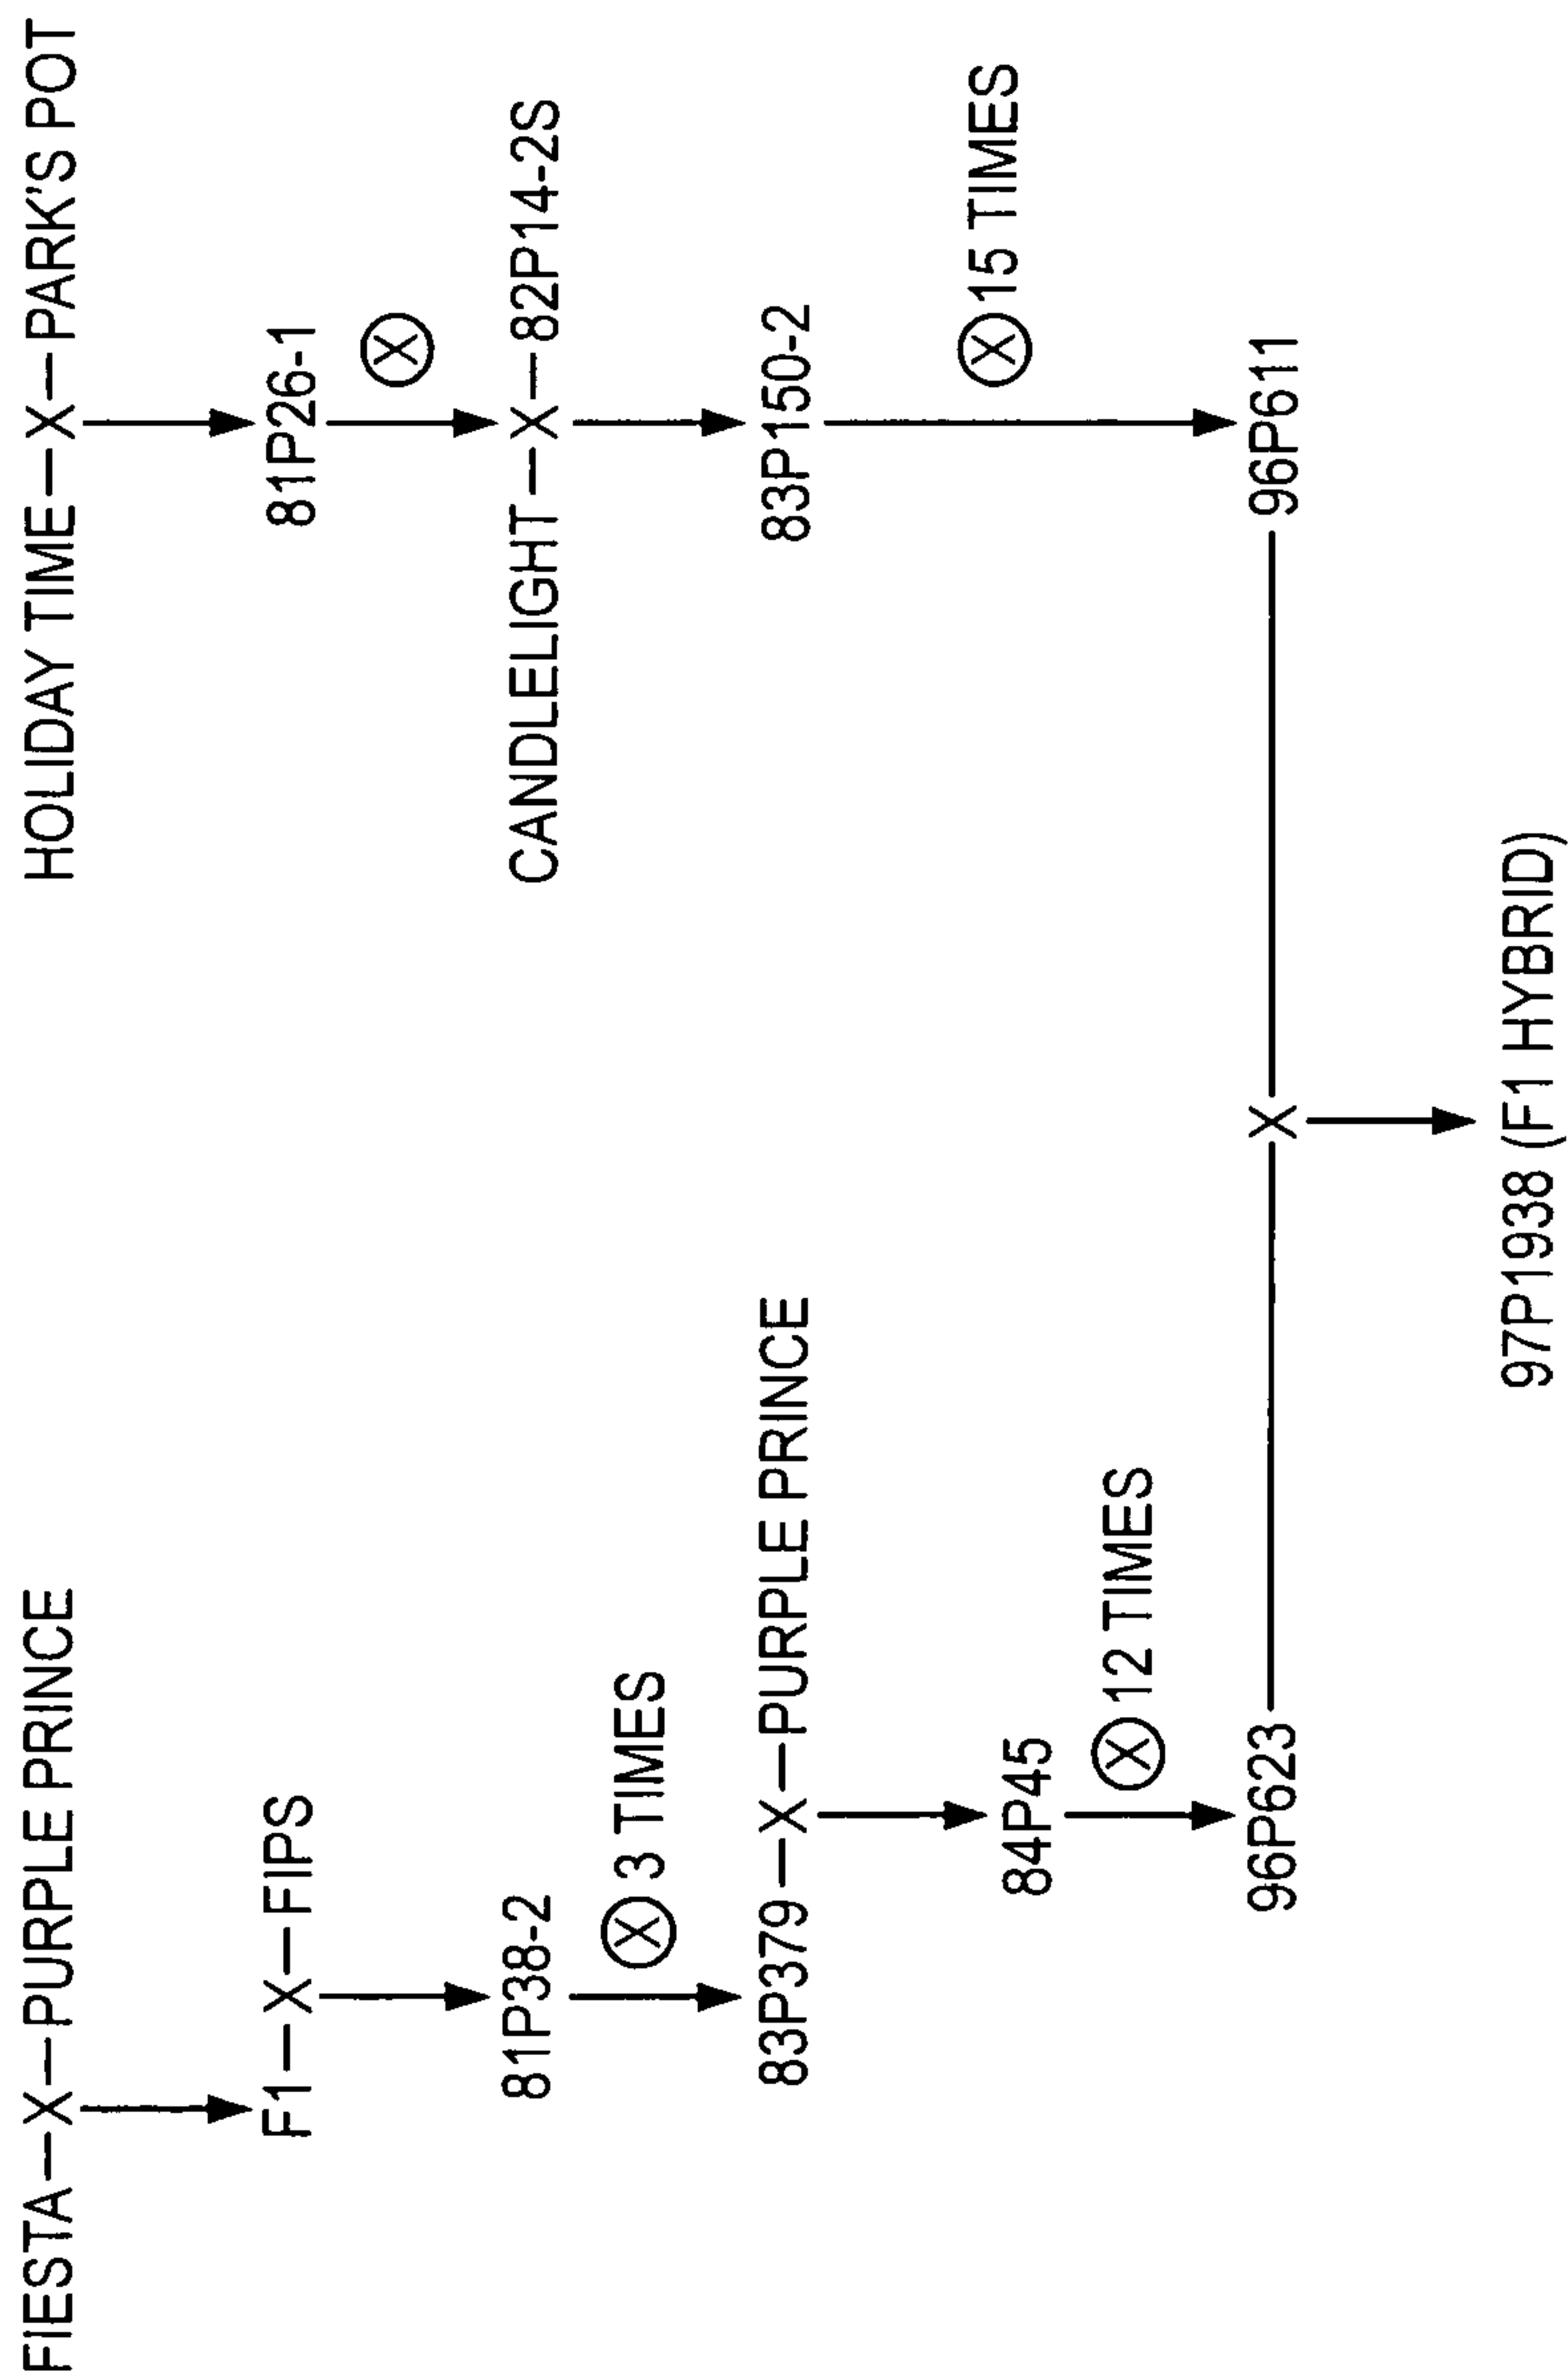 FIESTA—X—PURPLE PRINCE
HOLIDAY TIME—X—PARK'S POT
F1—X—FIPS
81P26-1
X
81P38-2
CANDLELIGHT—X—82P14-2S
X 3 TIMES
83P379—X—PURPLE PRINCE
83P150-2
84P45
X 15 TIMES
X 12 TIMES
96P623 X 96P611
97P1938 (F1 HYBRID)